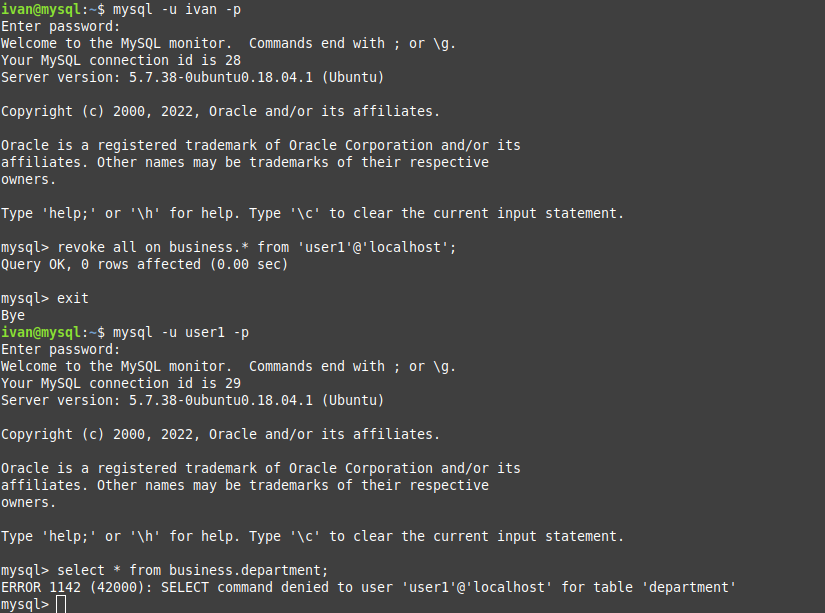 ivan@mysql:~$ mysql -u ivan -p
Enter password:
Welcome to the MySQL monitor.  Commands end with ; or \g.
Your MySQL connection id is 28
Server version: 5.7.38-0ubuntu0.18.04.1 (Ubuntu)
Copyright (c) 2000, 2022, Oracle and/or its affiliates.
Oracle is a registered trademark of Oracle Corporation and/or its
affiliates. Other names may be trademarks of their respective
owners.
Type 'help;' or '\h' for help. Type '\c' to clear the current input statement.
mysql> revoke all on business.* from 'user1'@'localhost';
Query OK, 0 rows affected (0.00 sec)
mysql> exit
Bye
ivan@mysql:~$ mysql -u user1 -p
Enter password:
Welcome to the MySQL monitor.  Commands end with ; or \g.
Your MySQL connection id is 29
Server version: 5.7.38-0ubuntu0.18.04.1 (Ubuntu)
Copyright (c) 2000, 2022, Oracle and/or its affiliates.
Oracle is a registered trademark of Oracle Corporation and/or its
affiliates. Other names may be trademarks of their respective
owners.
Type 'help;' or '\h' for help. Type '\c' to clear the current input statement.
mysql> select * from business.department;
ERROR 1142 (42000): SELECT command denied to user 'user1'@'localhost' for table 'department'
mysql>